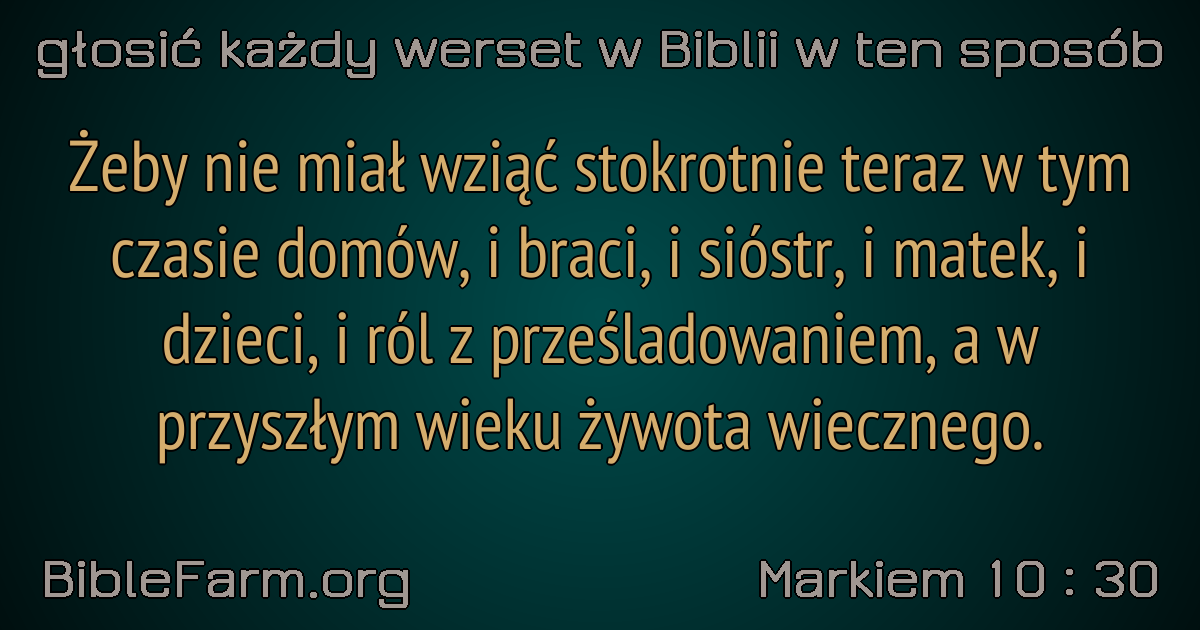 głosić każdy werset w Biblii w ten sposób
Żeby nie miał wziąć stokrotnie teraz w tym
czasie domów, i braci, i sióstr, i matek, i
dzieci, i ról z prześladowaniem, a w
przyszłym wieku żywota wiecznego.
BibleFarm.org
Markiem 10 : 30